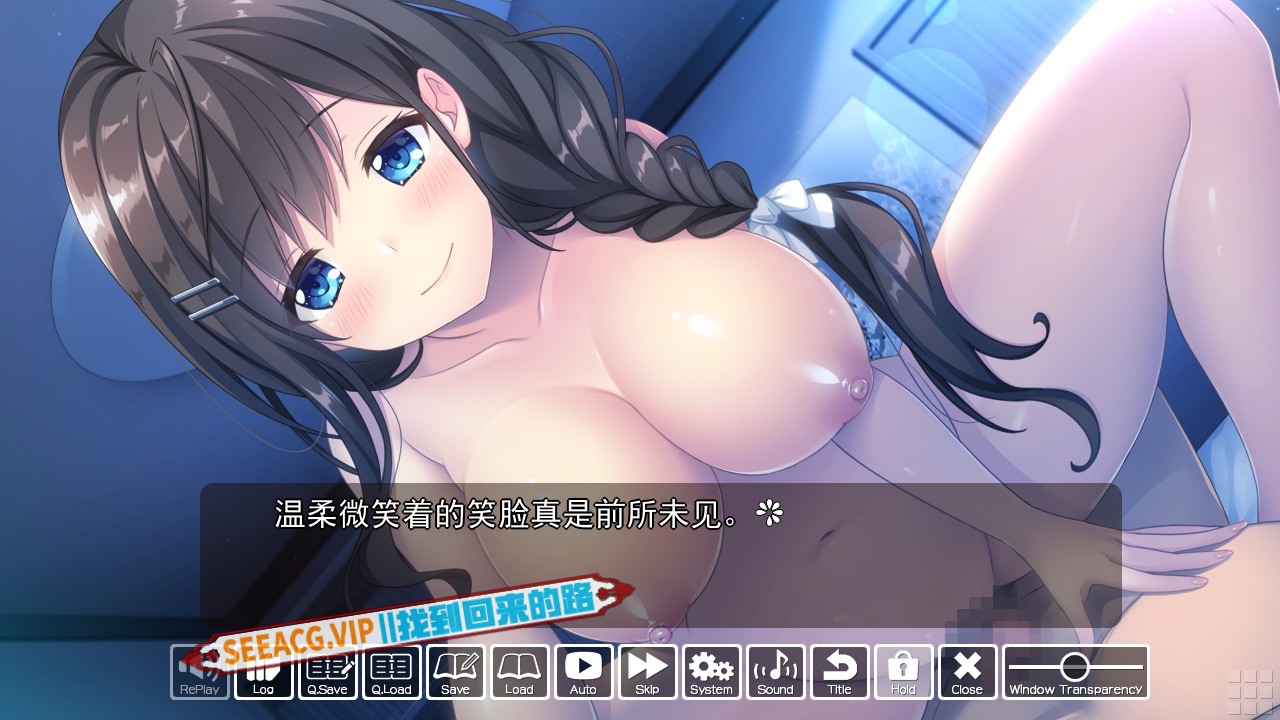 温柔微笑着的笑脸真是前所未见。
SEEACG.VIP||找到回来的路
RePlay Log Q.Save Q.Load Save Load Auto Skip System Sound Title Hold Close Window Transparency